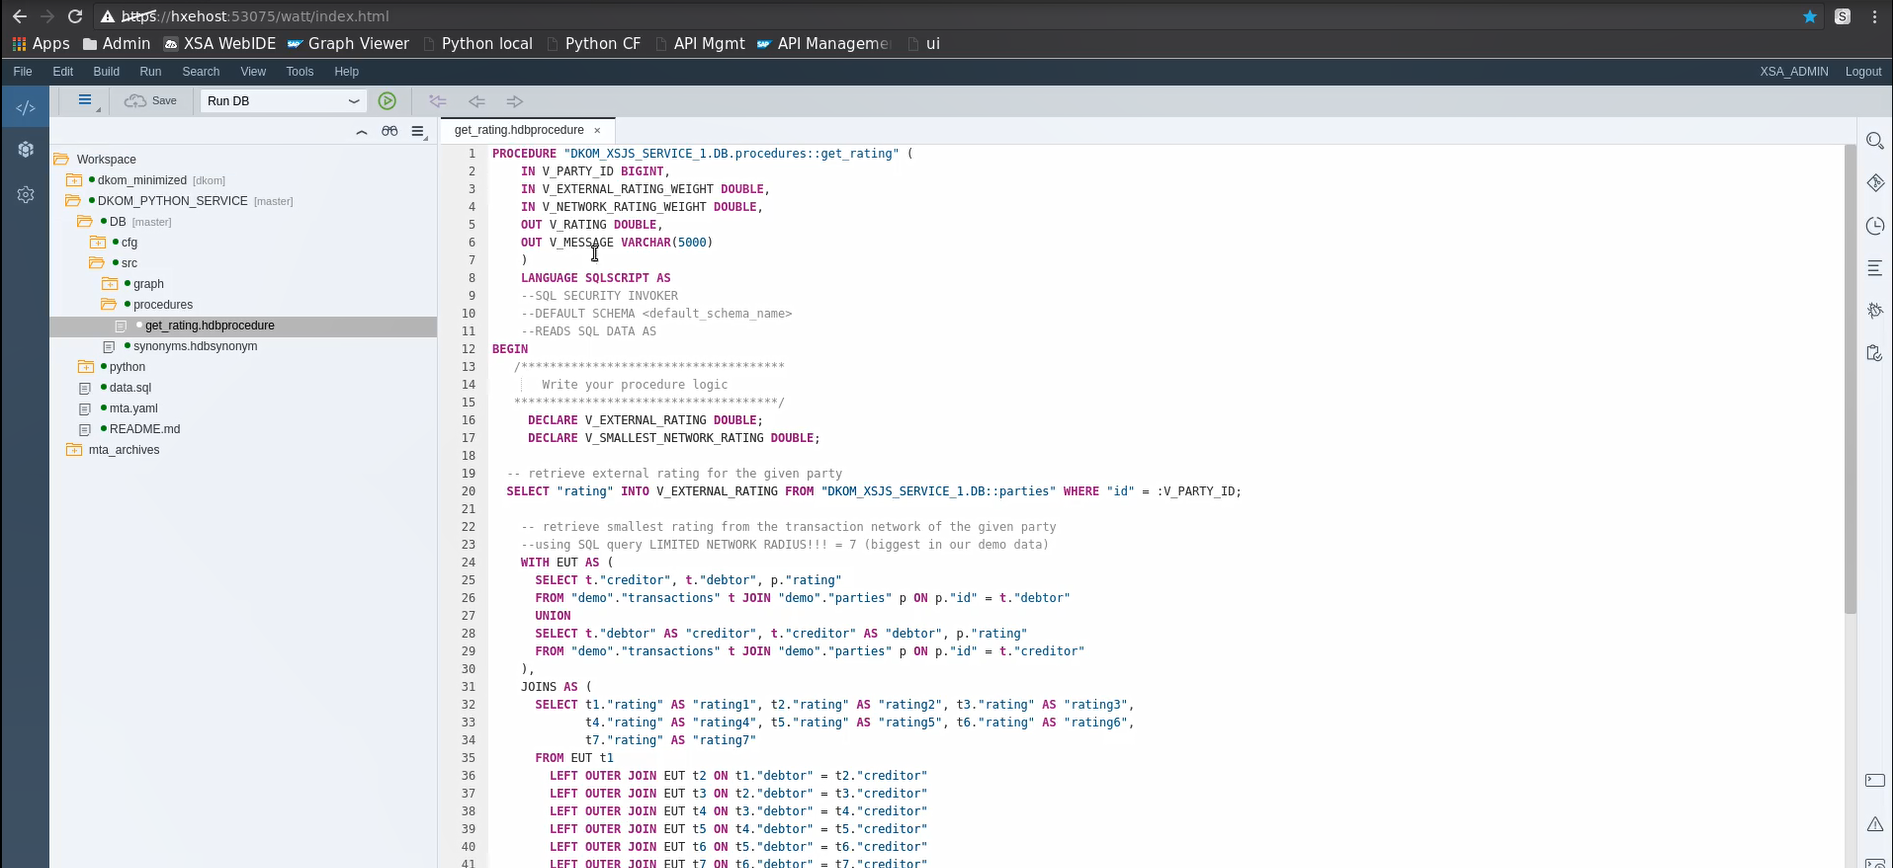 https://hxehost:53075/watt/index.html
S
Apps Admin XSA WebIDE Graph Viewer Python local Python CF API Mgmt API Manageme ui
File Edit Build Run Search View Tools Help XSA_ADMIN Logout
Save Run DB
get_rating.hdbprocedure ×
Workspace
dkom_minimized [dkom]
DKOM_PYTHON_SERVICE [master]
DB [master]
cfg
src
graph
procedures
get_rating.hdbprocedure
synonyms.hdbsynonym
python
data.sql
mta.yaml
README.md
mta_archives
1 PROCEDURE "DKOM_XSJS_SERVICE_1.DB.procedures::get_rating" (
2 IN V_PARTY_ID BIGINT,
3 IN V_EXTERNAL_RATING_WEIGHT DOUBLE,
4 IN V_NETWORK_RATING_WEIGHT DOUBLE,
5 OUT V_RATING DOUBLE,
6 OUT V_MESSAGE VARCHAR(5000)
7 )
8 LANGUAGE SQLSCRIPT AS
9 --SQL SECURITY INVOKER
10 --DEFAULT SCHEMA <default_schema_name>
11 --READS SQL DATA AS
12 BEGIN
13 /*************************************
14 Write your procedure logic
15 *************************************/
16 DECLARE V_EXTERNAL_RATING DOUBLE;
17 DECLARE V_SMALLEST_NETWORK_RATING DOUBLE;
18
19 -- retrieve external rating for the given party
20 SELECT "rating" INTO V_EXTERNAL_RATING FROM "DKOM_XSJS_SERVICE_1.DB::parties" WHERE "id" = :V_PARTY_ID;
21
22 -- retrieve smallest rating from the transaction network of the given party
23 --using SQL query LIMITED NETWORK RADIUS!!! = 7 (biggest in our demo data)
24 WITH EUT AS (
25 SELECT t."creditor", t."debtor", p."rating"
26 FROM "demo"."transactions" t JOIN "demo"."parties" p ON p."id" = t."debtor"
27 UNION
28 SELECT t."debtor" AS "creditor", t."creditor" AS "debtor", p."rating"
29 FROM "demo"."transactions" t JOIN "demo"."parties" p ON p."id" = t."creditor"
30 ),
31 JOINS AS (
32 SELECT t1."rating" AS "rating1", t2."rating" AS "rating2", t3."rating" AS "rating3",
33 t4."rating" AS "rating4", t5."rating" AS "rating5", t6."rating" AS "rating6",
34 t7."rating" AS "rating7"
35 FROM EUT t1
36 LEFT OUTER JOIN EUT t2 ON t1."debtor" = t2."creditor"
37 LEFT OUTER JOIN EUT t3 ON t2."debtor" = t3."creditor"
38 LEFT OUTER JOIN EUT t4 ON t3."debtor" = t4."creditor"
39 LEFT OUTER JOIN EUT t5 ON t4."debtor" = t5."creditor"
40 LEFT OUTER JOIN EUT t6 ON t5."debtor" = t6."creditor"
41 LEFT OUTER JOIN EUT t7 ON t6."debtor" = t7."creditor"